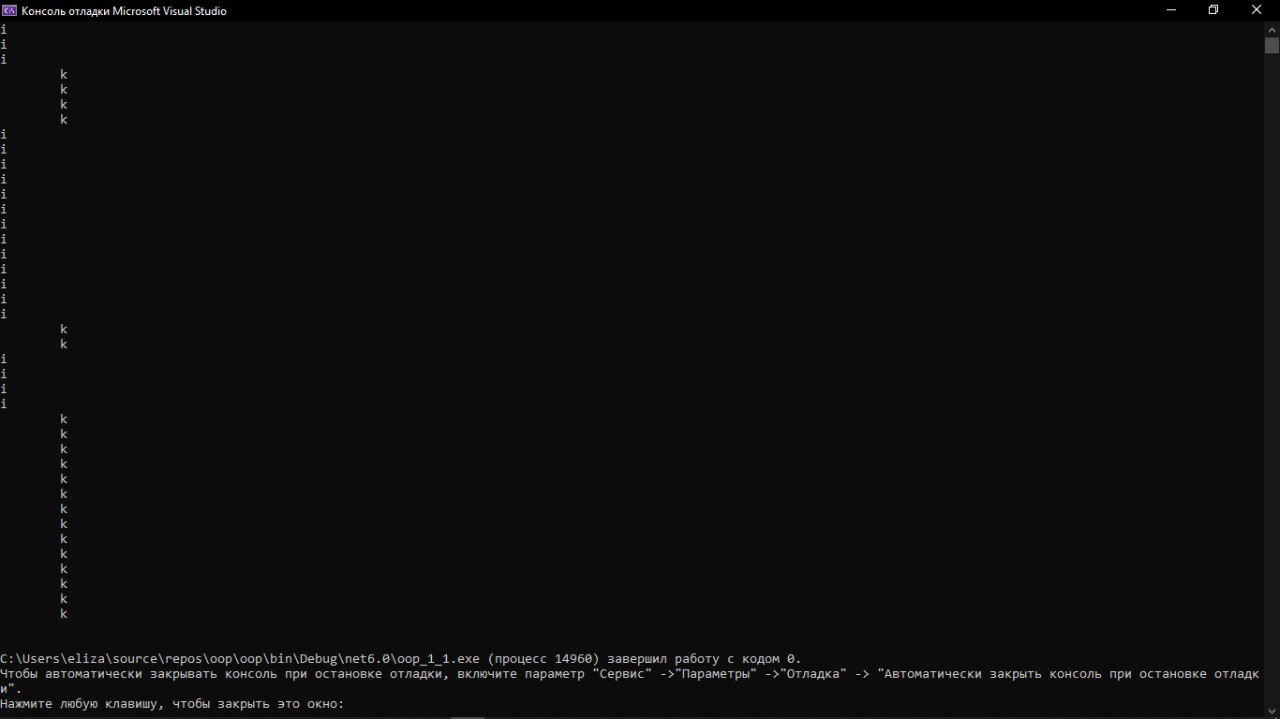 Консоль отладки Microsoft Visual Studio
i
i
i
k
k
k
k
i
i
i
i
i
i
i
i
i
i
i
i
i
k
k
i
i
i
i
k
k
k
k
k
k
k
k
k
k
k
k
k
k
C:\Users\eliza\source\repos\oop\oop\bin\Debug\net6.0\oop_1_1.exe (процесс 14960) завершил работу с кодом 0.
Чтобы автоматически закрывать консоль при остановке отладки, включите параметр "Сервис" ->"Параметры" ->"Отладка" -> "Автоматически закрыть консоль при остановке отладк
и".
Нажмите любую клавишу, чтобы закрыть это окно: